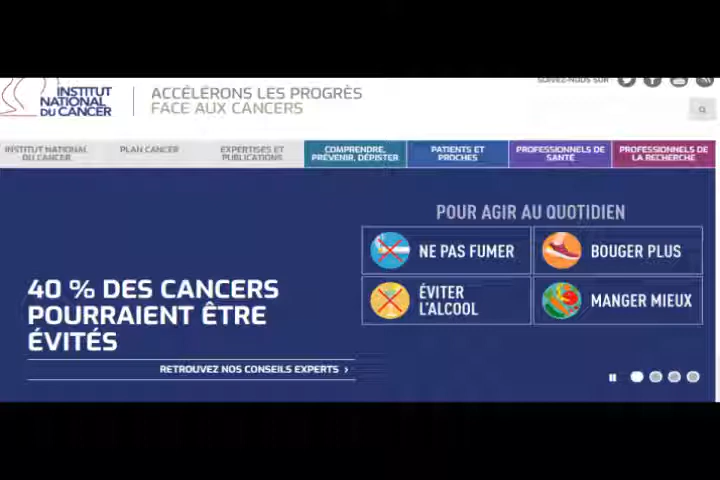 SUIVEZ-NOUS SUR
INSTITUT
NATIONAL
DU CANCER
ACCÉLÉRONS LES PROGRÈS
FACE AUX CANCERS
INSTITUT NATIONAL
DU CANCER
PLAN CANCER
EXPERTISES ET
PUBLICATIONS
COMPRENDRE,
PRÉVENIR, DÉPISTER
PATIENTS ET
PROCHES
PROFESSIONNELS DE
SANTÉ
PROFESSIONNELS DE
LA RECHERCHE
40 % DES CANCERS
POURRAIENT ÊTRE
ÉVITÉS
RETROUVEZ NOS CONSEILS EXPERTS ›
POUR AGIR AU QUOTIDIEN
NE PAS FUMER
BOUGER PLUS
ÉVITER
L'ALCOOL
MANGER MIEUX